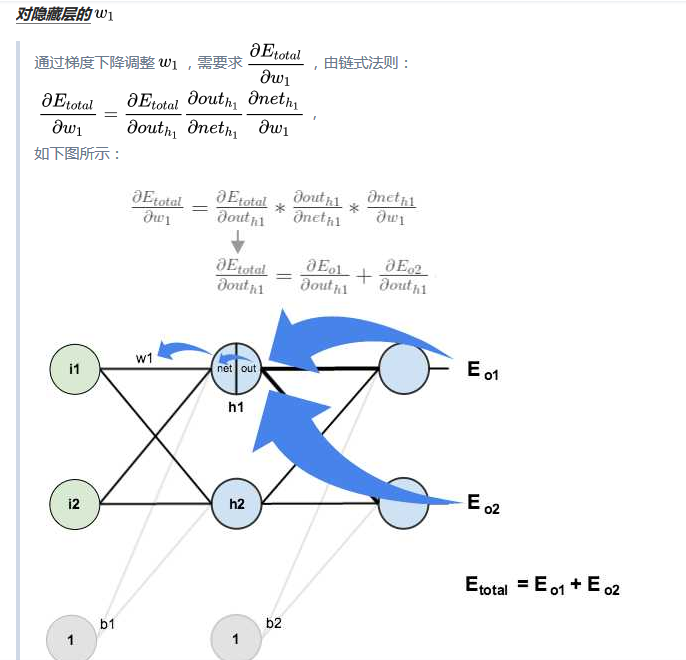 对隐藏层的 w₁
通过梯度下降调整 w₁ ，需要求 ∂E_total/∂w₁ ，由链式法则：
∂E_total/∂w₁ = ∂E_total/∂out_h₁ ∂out_h₁/∂net_h₁ ∂net_h₁/∂w₁ ，
如下图所示：
∂E_total/∂w₁ = ∂E_total/∂out_h1 * ∂out_h1/∂net_h1 * ∂net_h1/∂w₁
∂E_total/∂out_h1 = ∂E_o1/∂out_h1 + ∂E_o2/∂out_h1
i1
w1
net
out
h1
E o1
i2
h2
E o2
E total = E o1 + E o2
1
b1
1
b2